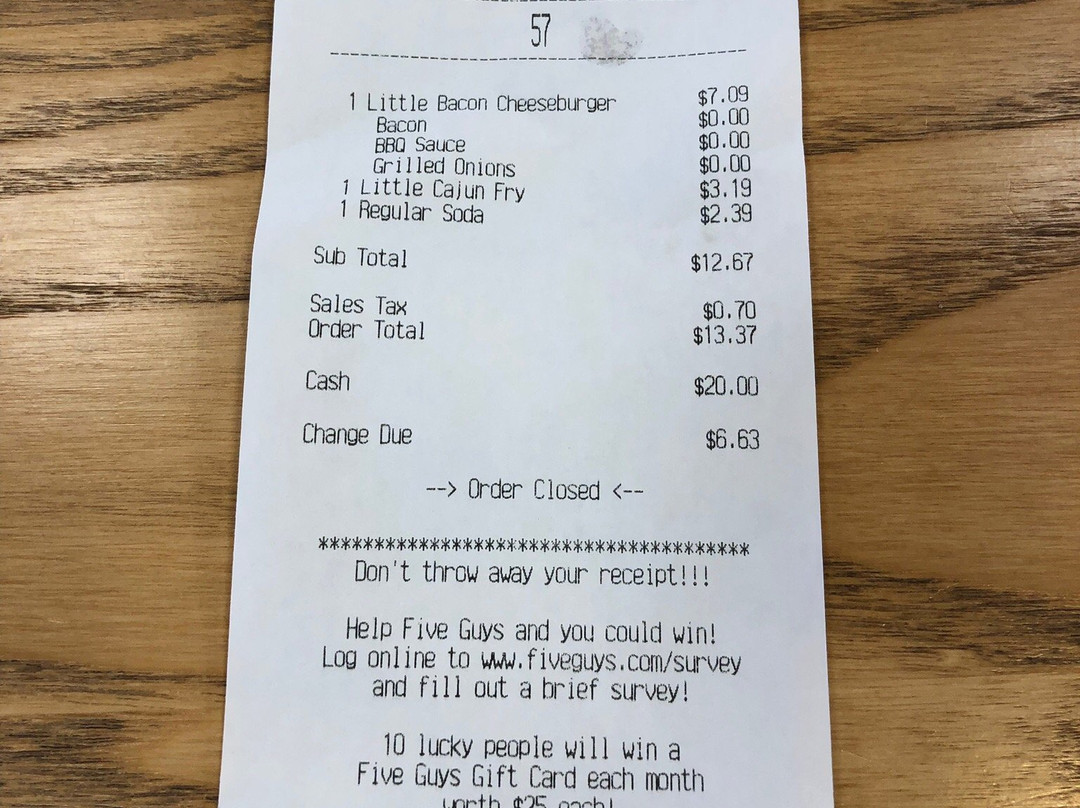 57
1 Little Bacon Cheeseburger $7.09
Bacon $0.00
BBQ Sauce $0.00
Grilled Onions $0.00
1 Little Cajun Fry $3.19
1 Regular Soda $2.39
Sub Total $12.67
Sales Tax $0.70
Order Total $13.37
Cash $20.00
Change Due $6.63
--> Order Closed <--
***************************************
Don't throw away your receipt!!!
Help Five Guys and you could win!
Log online to www.fiveguys.com/survey
and fill out a brief survey!
10 lucky people will win a
Five Guys Gift Card each month
worth $25 each!